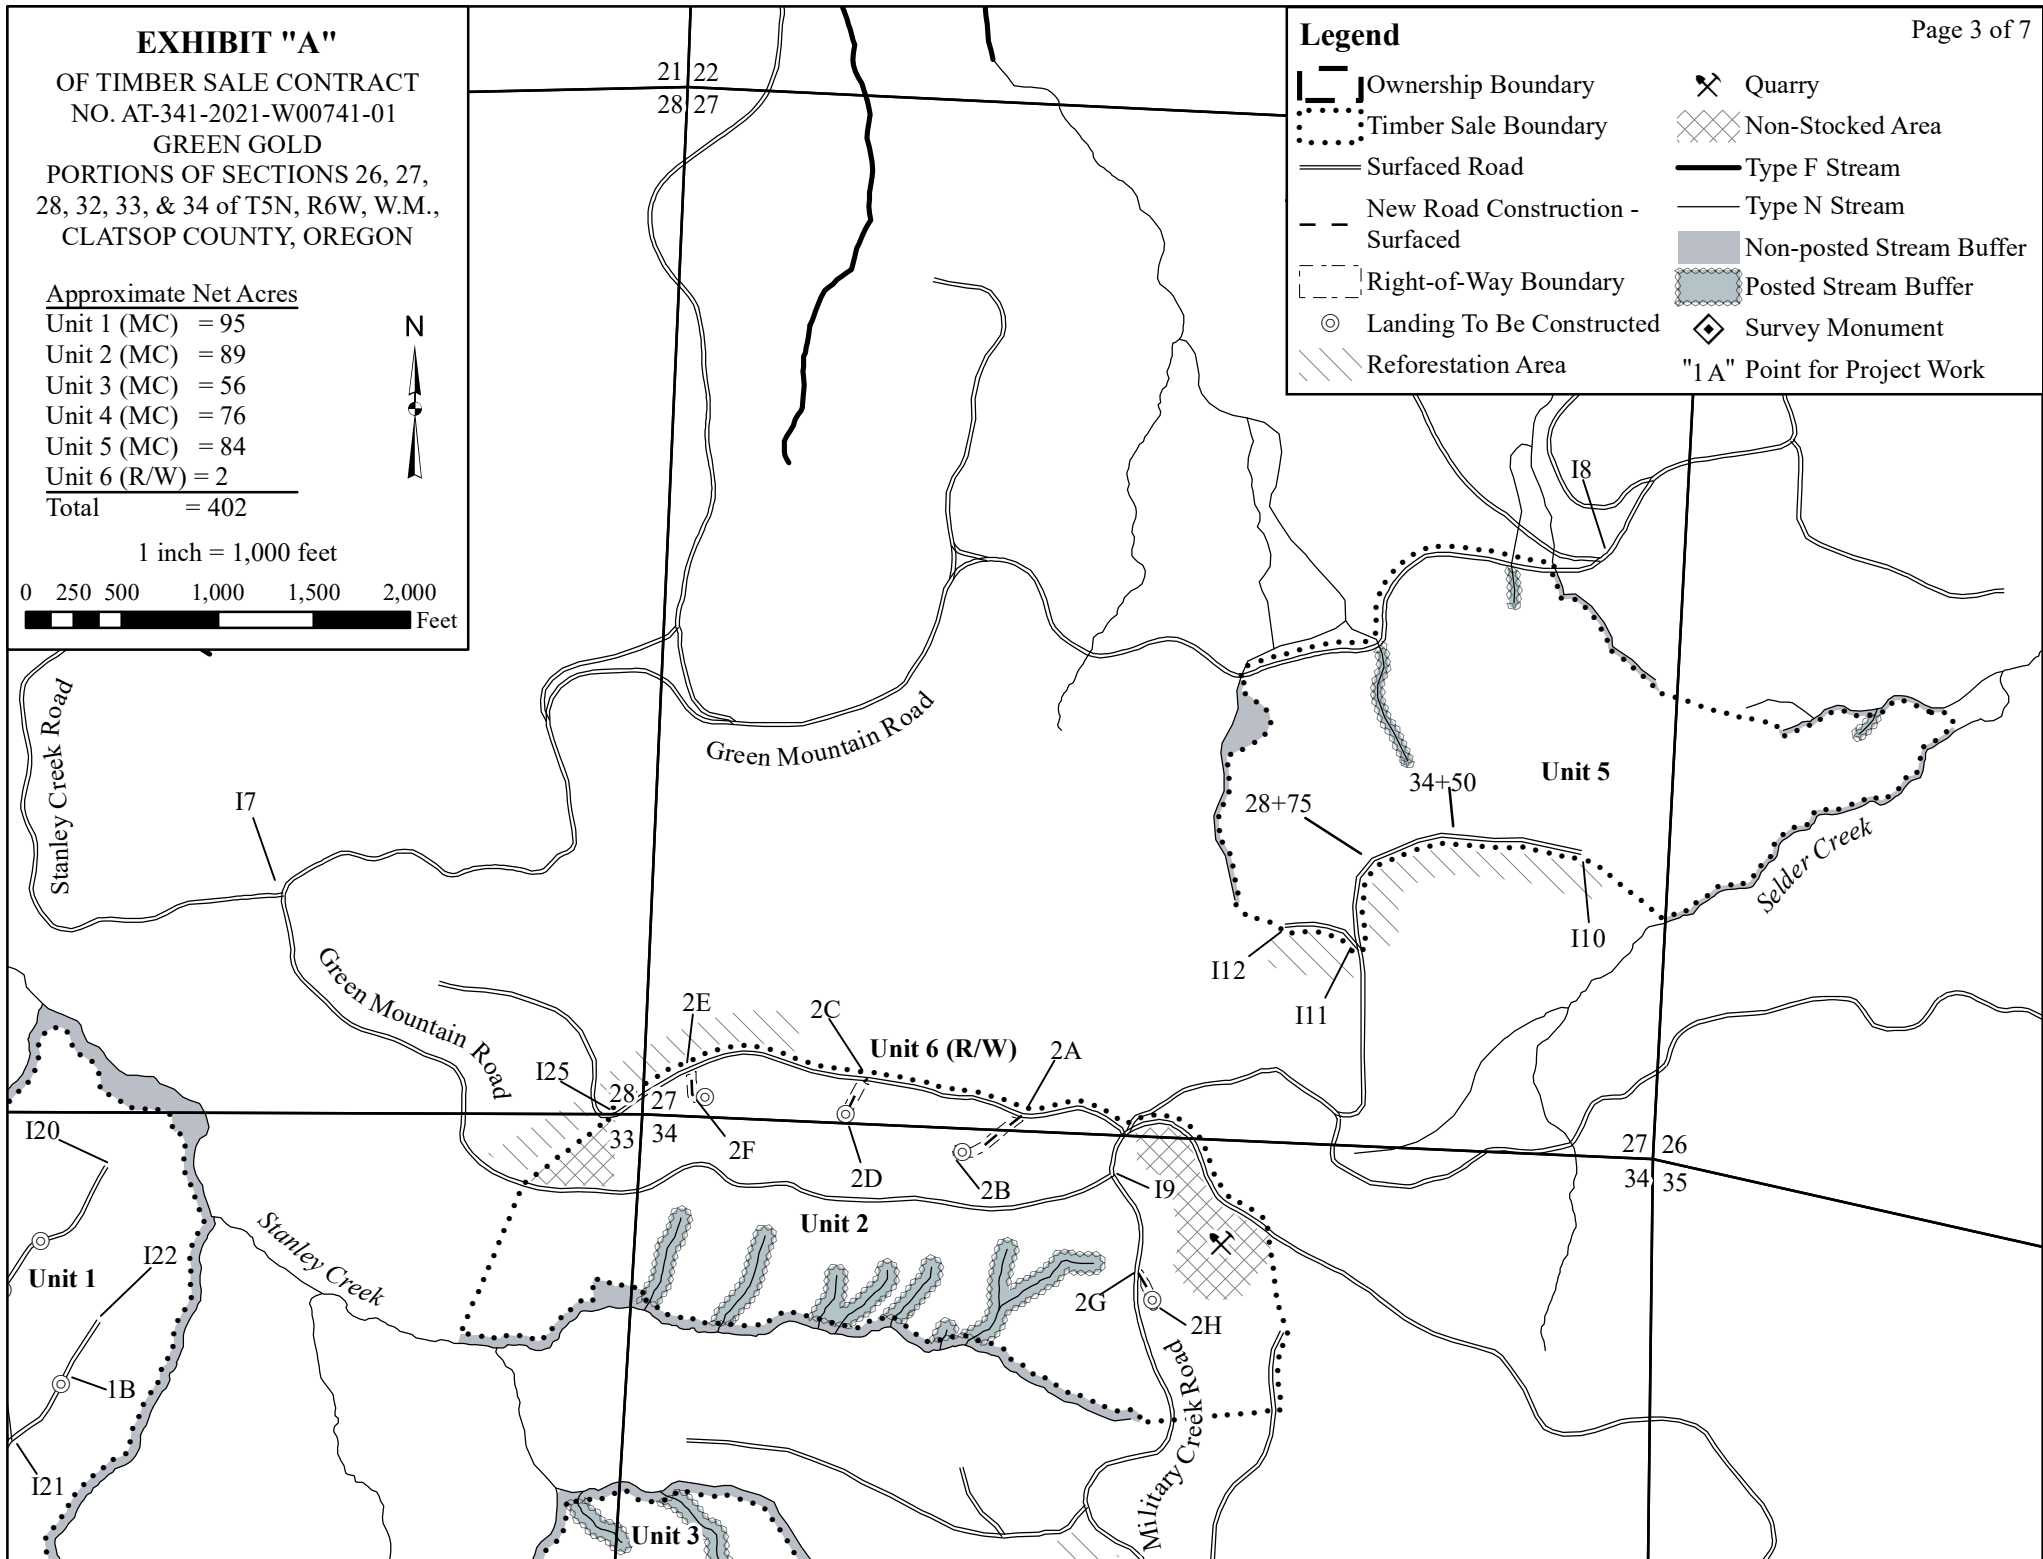 EXHIBIT "A"
OF TIMBER SALE CONTRACT
NO. AT-341-2021-W00741-01
GREEN GOLD
PORTIONS OF SECTIONS 26, 27,
28, 32, 33, & 34 of T5N, R6W, W.M.,
CLATSOP COUNTY, OREGON
Approximate Net Acres
Unit 1 (MC) = 95
Unit 2 (MC) = 89
Unit 3 (MC) = 56
Unit 4 (MC) = 76
Unit 5 (MC) = 84
Unit 6 (R/W) = 2
Total = 402
N
1 inch = 1,000 feet
0 250 500 1,000 1,500 2,000
Feet
Legend
Page 3 of 7
Ownership Boundary
Timber Sale Boundary
Surfaced Road
New Road Construction -
Surfaced
Right-of-Way Boundary
Landing To Be Constructed
Reforestation Area
Quarry
Non-Stocked Area
Type F Stream
Type N Stream
Non-posted Stream Buffer
Posted Stream Buffer
Survey Monument
"1A" Point for Project Work
21 22
28 27
I8
Stanley Creek Road
Green Mountain Road
I7
Unit 5
34+50
28+75
Selder Creek
I10
I12
I11
Green Mountain Road
2E
2C
Unit 6 (R/W)
2A
I25
28 27
33 34
2F
2D
2B
I9
27 26
34 35
I20
Unit 2
Stanley Creek
I22
Unit 1
2G
2H
1B
Military Creek Road
I21
Unit 3